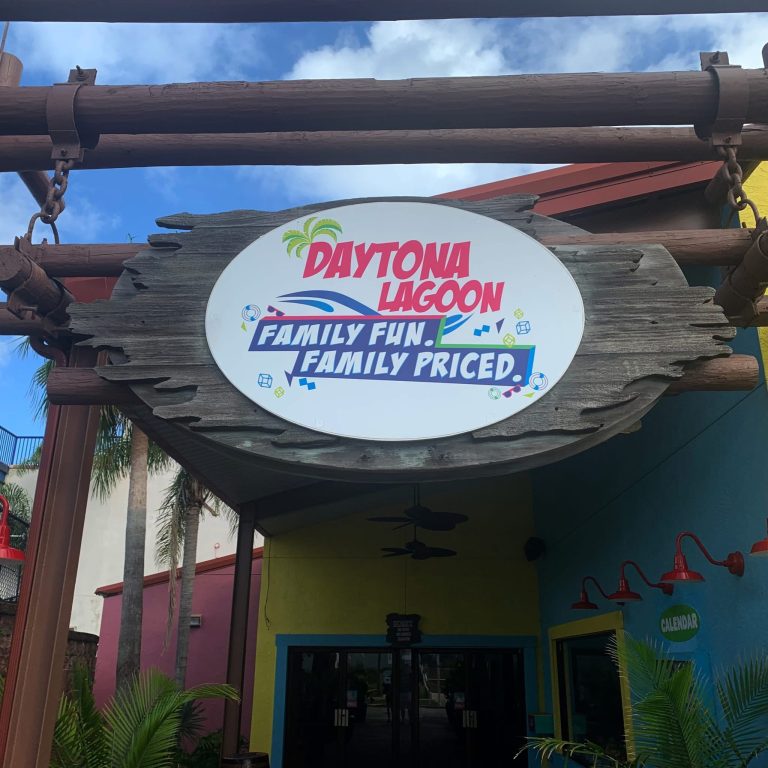 DAYTONA
LAGOON
FAMILY FUN.
FAMILY PRICED.
CALENDAR